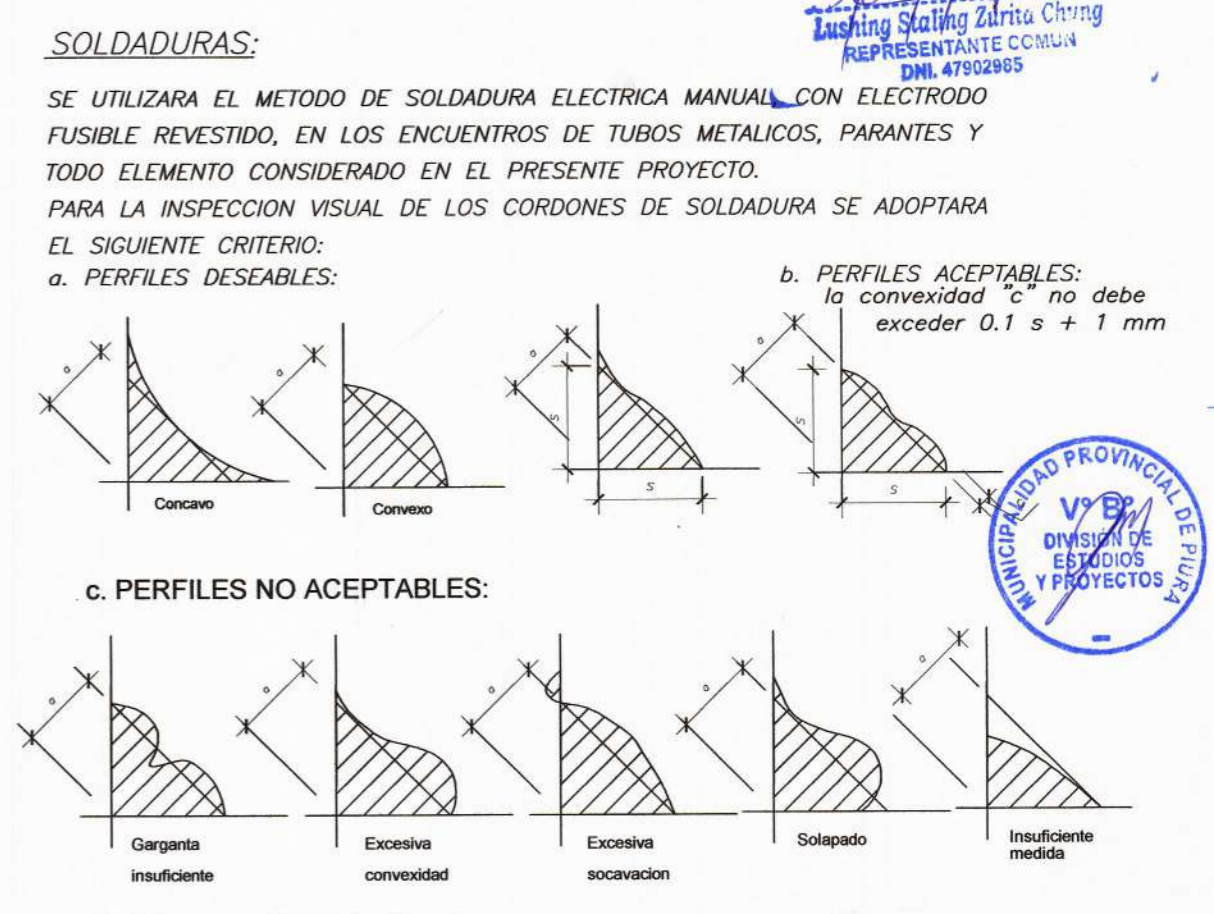 Lushing Staling Zurita Chung
REPRESENTANTE COMUN
DNI. 47902985
SOLDADURAS:
SE UTILIZARA EL METODO DE SOLDADURA ELECTRICA MANUAL, CON ELECTRODO
FUSIBLE REVESTIDO, EN LOS ENCUENTROS DE TUBOS METALICOS, PARANTES Y
TODO ELEMENTO CONSIDERADO EN EL PRESENTE PROYECTO.
PARA LA INSPECCION VISUAL DE LOS CORDONES DE SOLDADURA SE ADOPTARA
EL SIGUIENTE CRITERIO:
a. PERFILES DESEABLES:
b. PERFILES ACEPTABLES:
la convexidad "c" no debe
exceder 0.1 s + 1 mm
a
a
a
a
S
S
S
S
c
Concavo
Convexo
MUNICIPALIDAD PROVINCIAL DE PIURA
Vº Bº
DIVISIÓN DE
ESTUDIOS
Y PROYECTOS
c. PERFILES NO ACEPTABLES:
a
a
a
a
a
Garganta
insuficiente
Excesiva
convexidad
Excesiva
socavacion
Solapado
Insuficiente
medida